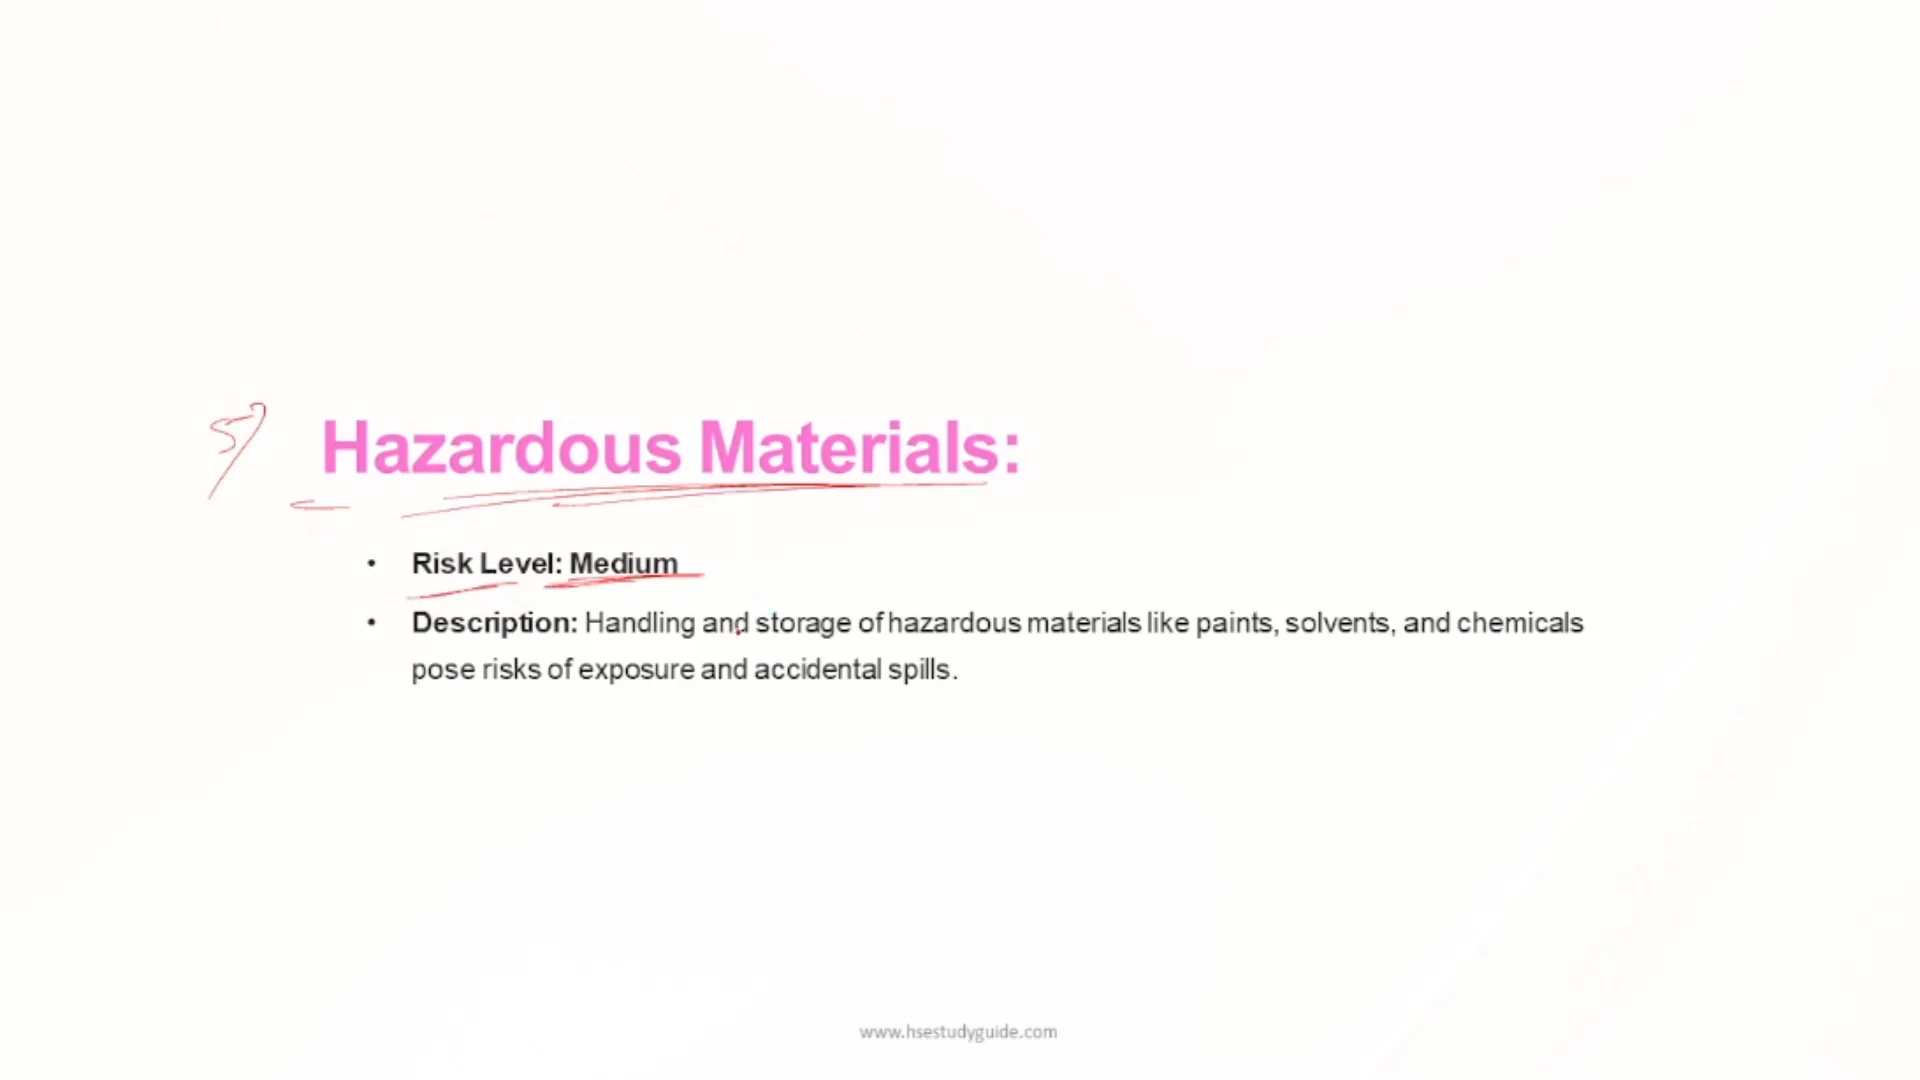 5)
Hazardous Materials:
• Risk Level: Medium
• Description: Handling and storage of hazardous materials like paints, solvents, and chemicals
pose risks of exposure and accidental spills.
www.hsestudyguide.com